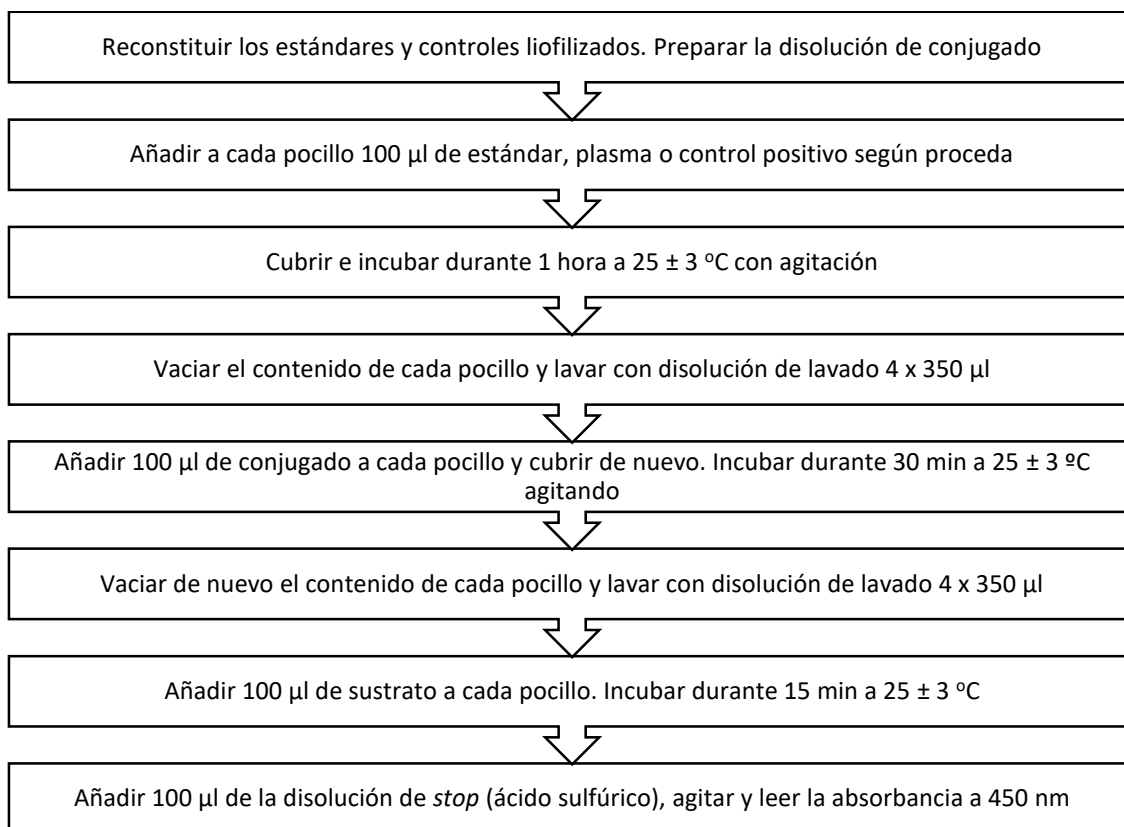 Reconstituir los estándares y controles liofilizados. Preparar la disolución de conjugado
Añadir a cada pocillo 100 µl de estándar, plasma o control positivo según proceda
Cubrir e incubar durante 1 hora a 25 ± 3 ºC con agitación
Vaciar el contenido de cada pocillo y lavar con disolución de lavado 4 x 350 µl
Añadir 100 µl de conjugado a cada pocillo y cubrir de nuevo. Incubar durante 30 min a 25 ± 3 ºC
agitando
Vaciar de nuevo el contenido de cada pocillo y lavar con disolución de lavado 4 x 350 µl
Añadir 100 µl de sustrato a cada pocillo. Incubar durante 15 min a 25 ± 3 ºC
Añadir 100 µl de la disolución de stop (ácido sulfúrico), agitar y leer la absorbancia a 450 nm